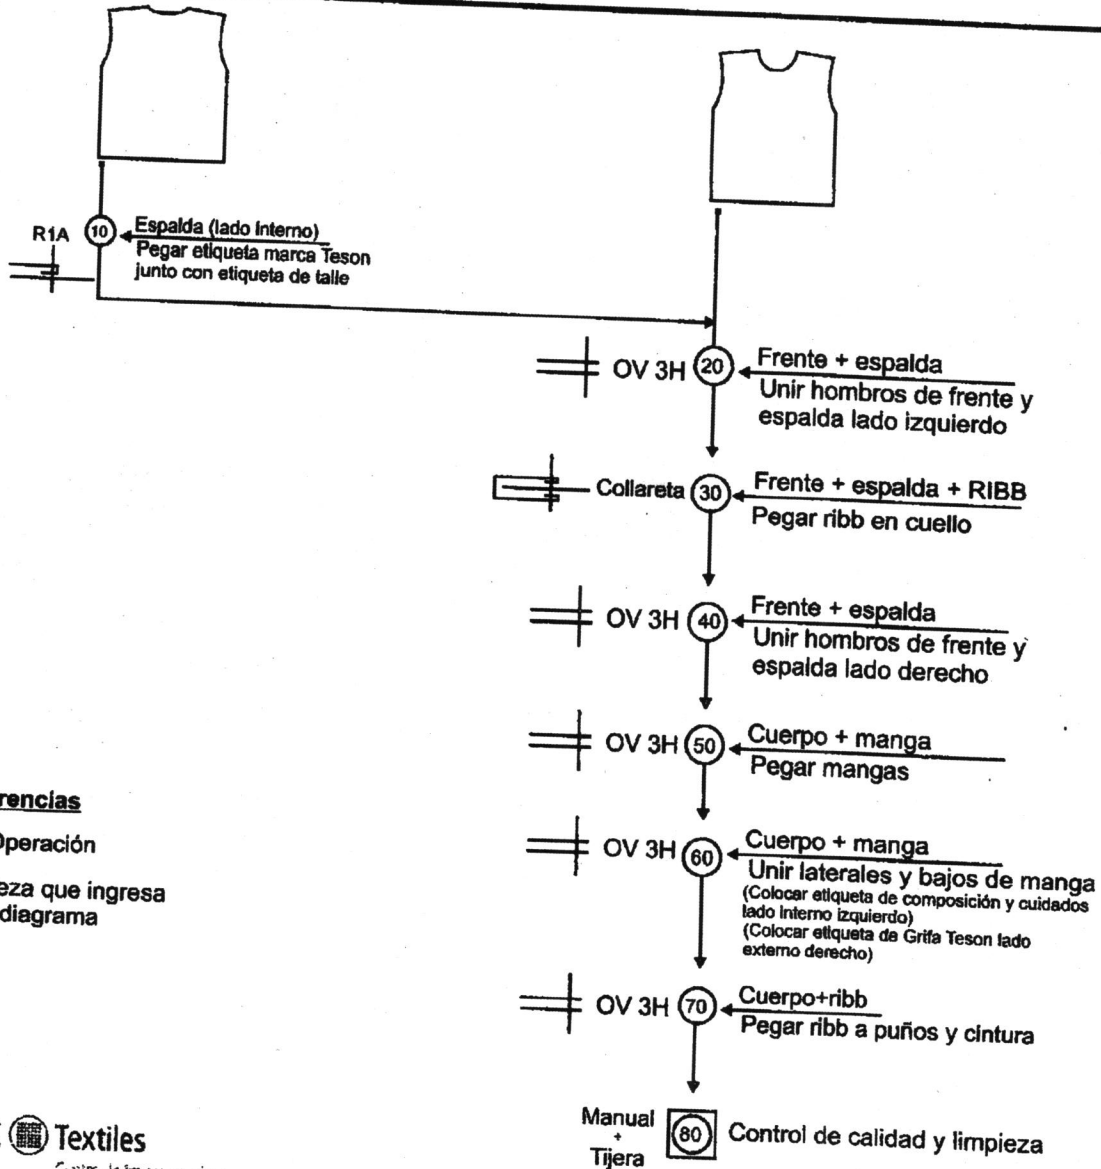 R1A
10
Espalda (lado Interno)
Pegar etiqueta marca Teson
junto con etiqueta de talle
OV 3H
20
Frente + espalda
Unir hombros de frente y
espalda lado izquierdo
Collareta
30
Frente + espalda + RIBB
Pegar ribb en cuello
OV 3H
40
Frente + espalda
Unir hombros de frente y
espalda lado derecho
OV 3H
50
Cuerpo + manga
Pegar mangas
OV 3H
60
Cuerpo + manga
Unir laterales y bajos de manga
(Colocar etiqueta de composición y cuidados
lado Interno izquierdo)
(Colocar etiqueta de Grifa Teson lado
externo derecho)
OV 3H
70
Cuerpo+ribb
Pegar ribb a puños y cintura
Manual
+
Tijera
80
Control de calidad y limpieza
rencias
Operación
eza que ingresa
diagrama
Textiles